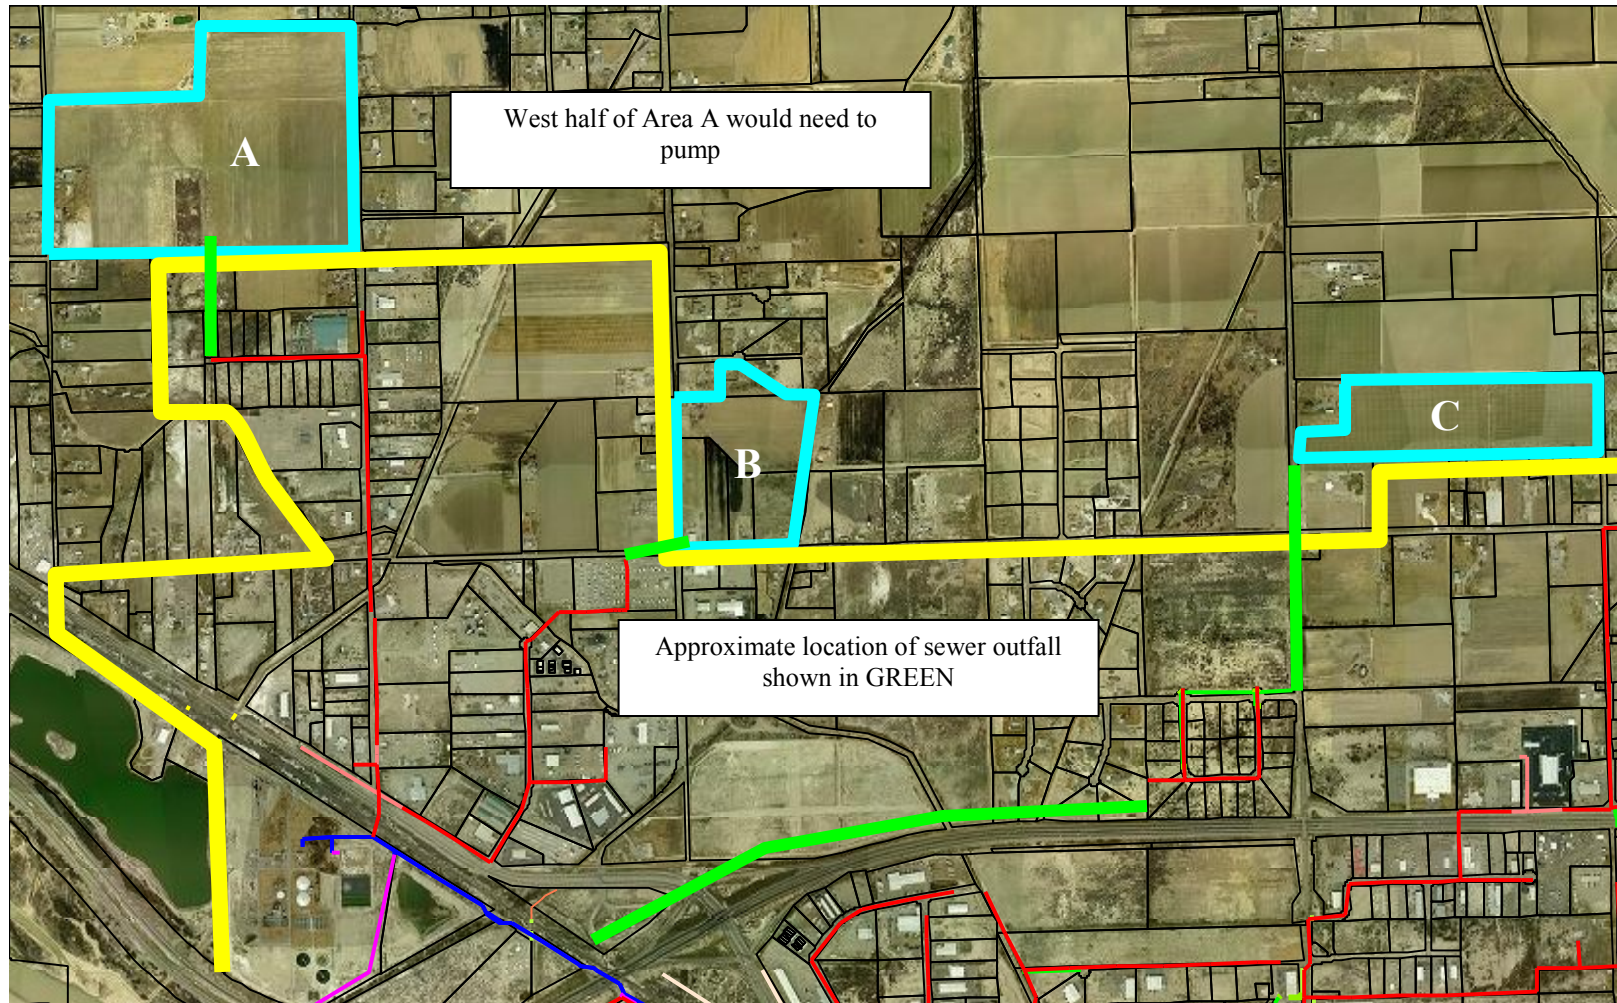 West half of Area A would need to
pump
A
B
C
Approximate location of sewer outfall
shown in GREEN